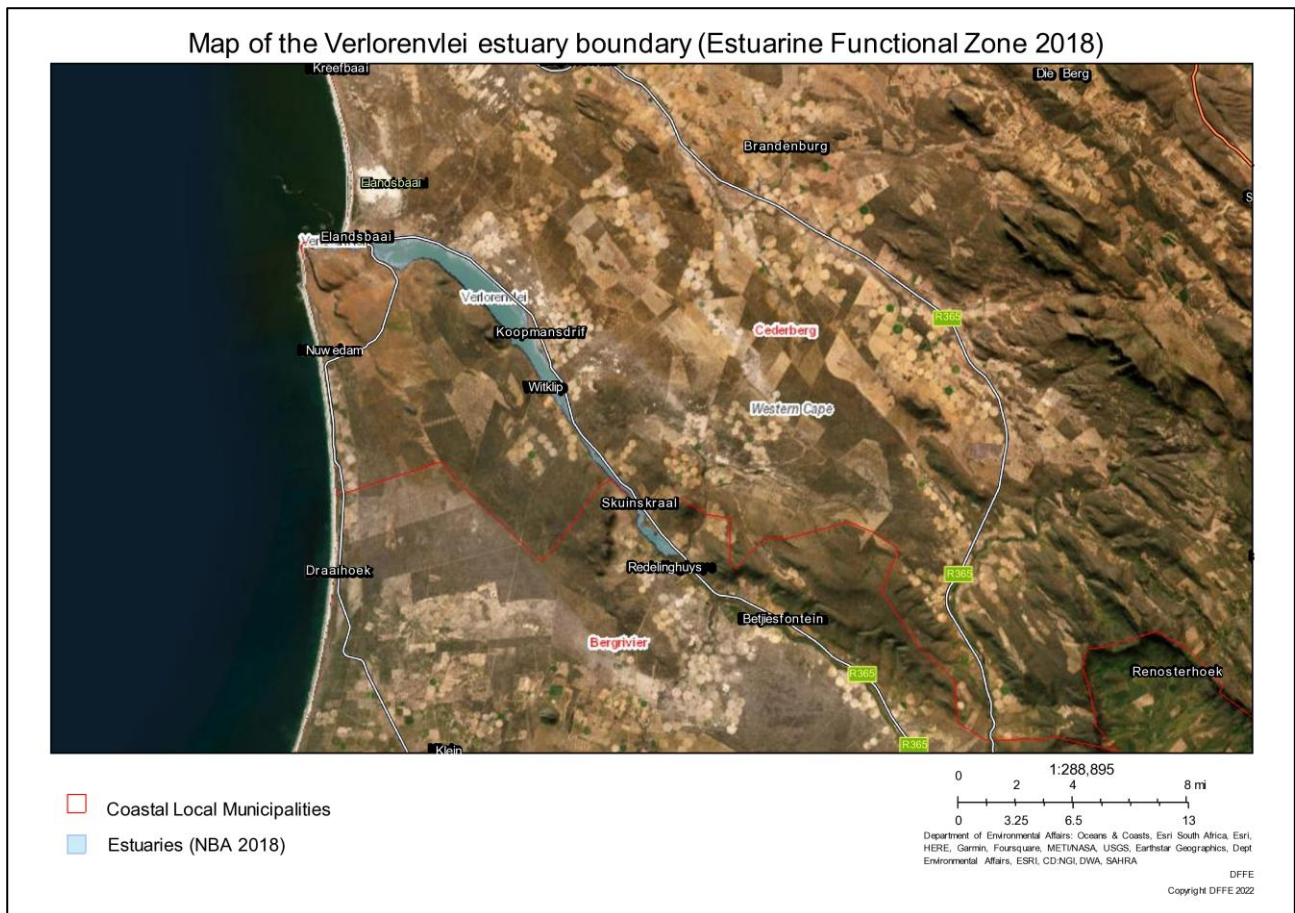 Map of the Verlorenvlei estuary boundary (Estuarine Functional Zone 2018)
Kreefbaai
Die Berg
Brandenburg
Elandsbaai
S
Elandsbaai
Verlorenvlei
Koopmansdrif
R365
Cederberg
Nuwedam
Witklip
Western Cape
Skuinskraal
Draaihoek
Redelinghuys
R365
Betjiesfontein
Bergrivier
R365
Renosterhoek
R365
Klein
1:288,895
0 2 4 8 mi
0 3.25 6.5 13
Coastal Local Municipalities
Estuaries (NBA 2018)
Department of Environmental Affairs: Oceans & Coasts, Esri South Africa, Esri,
HERE, Garmin, Foursquare, METI/NASA, USGS, Earthstar Geographics, Dept
Environmental Affairs, ESRI, CD:NGI, DWA, SAHRA
DFFE
Copyright DFFE 2022